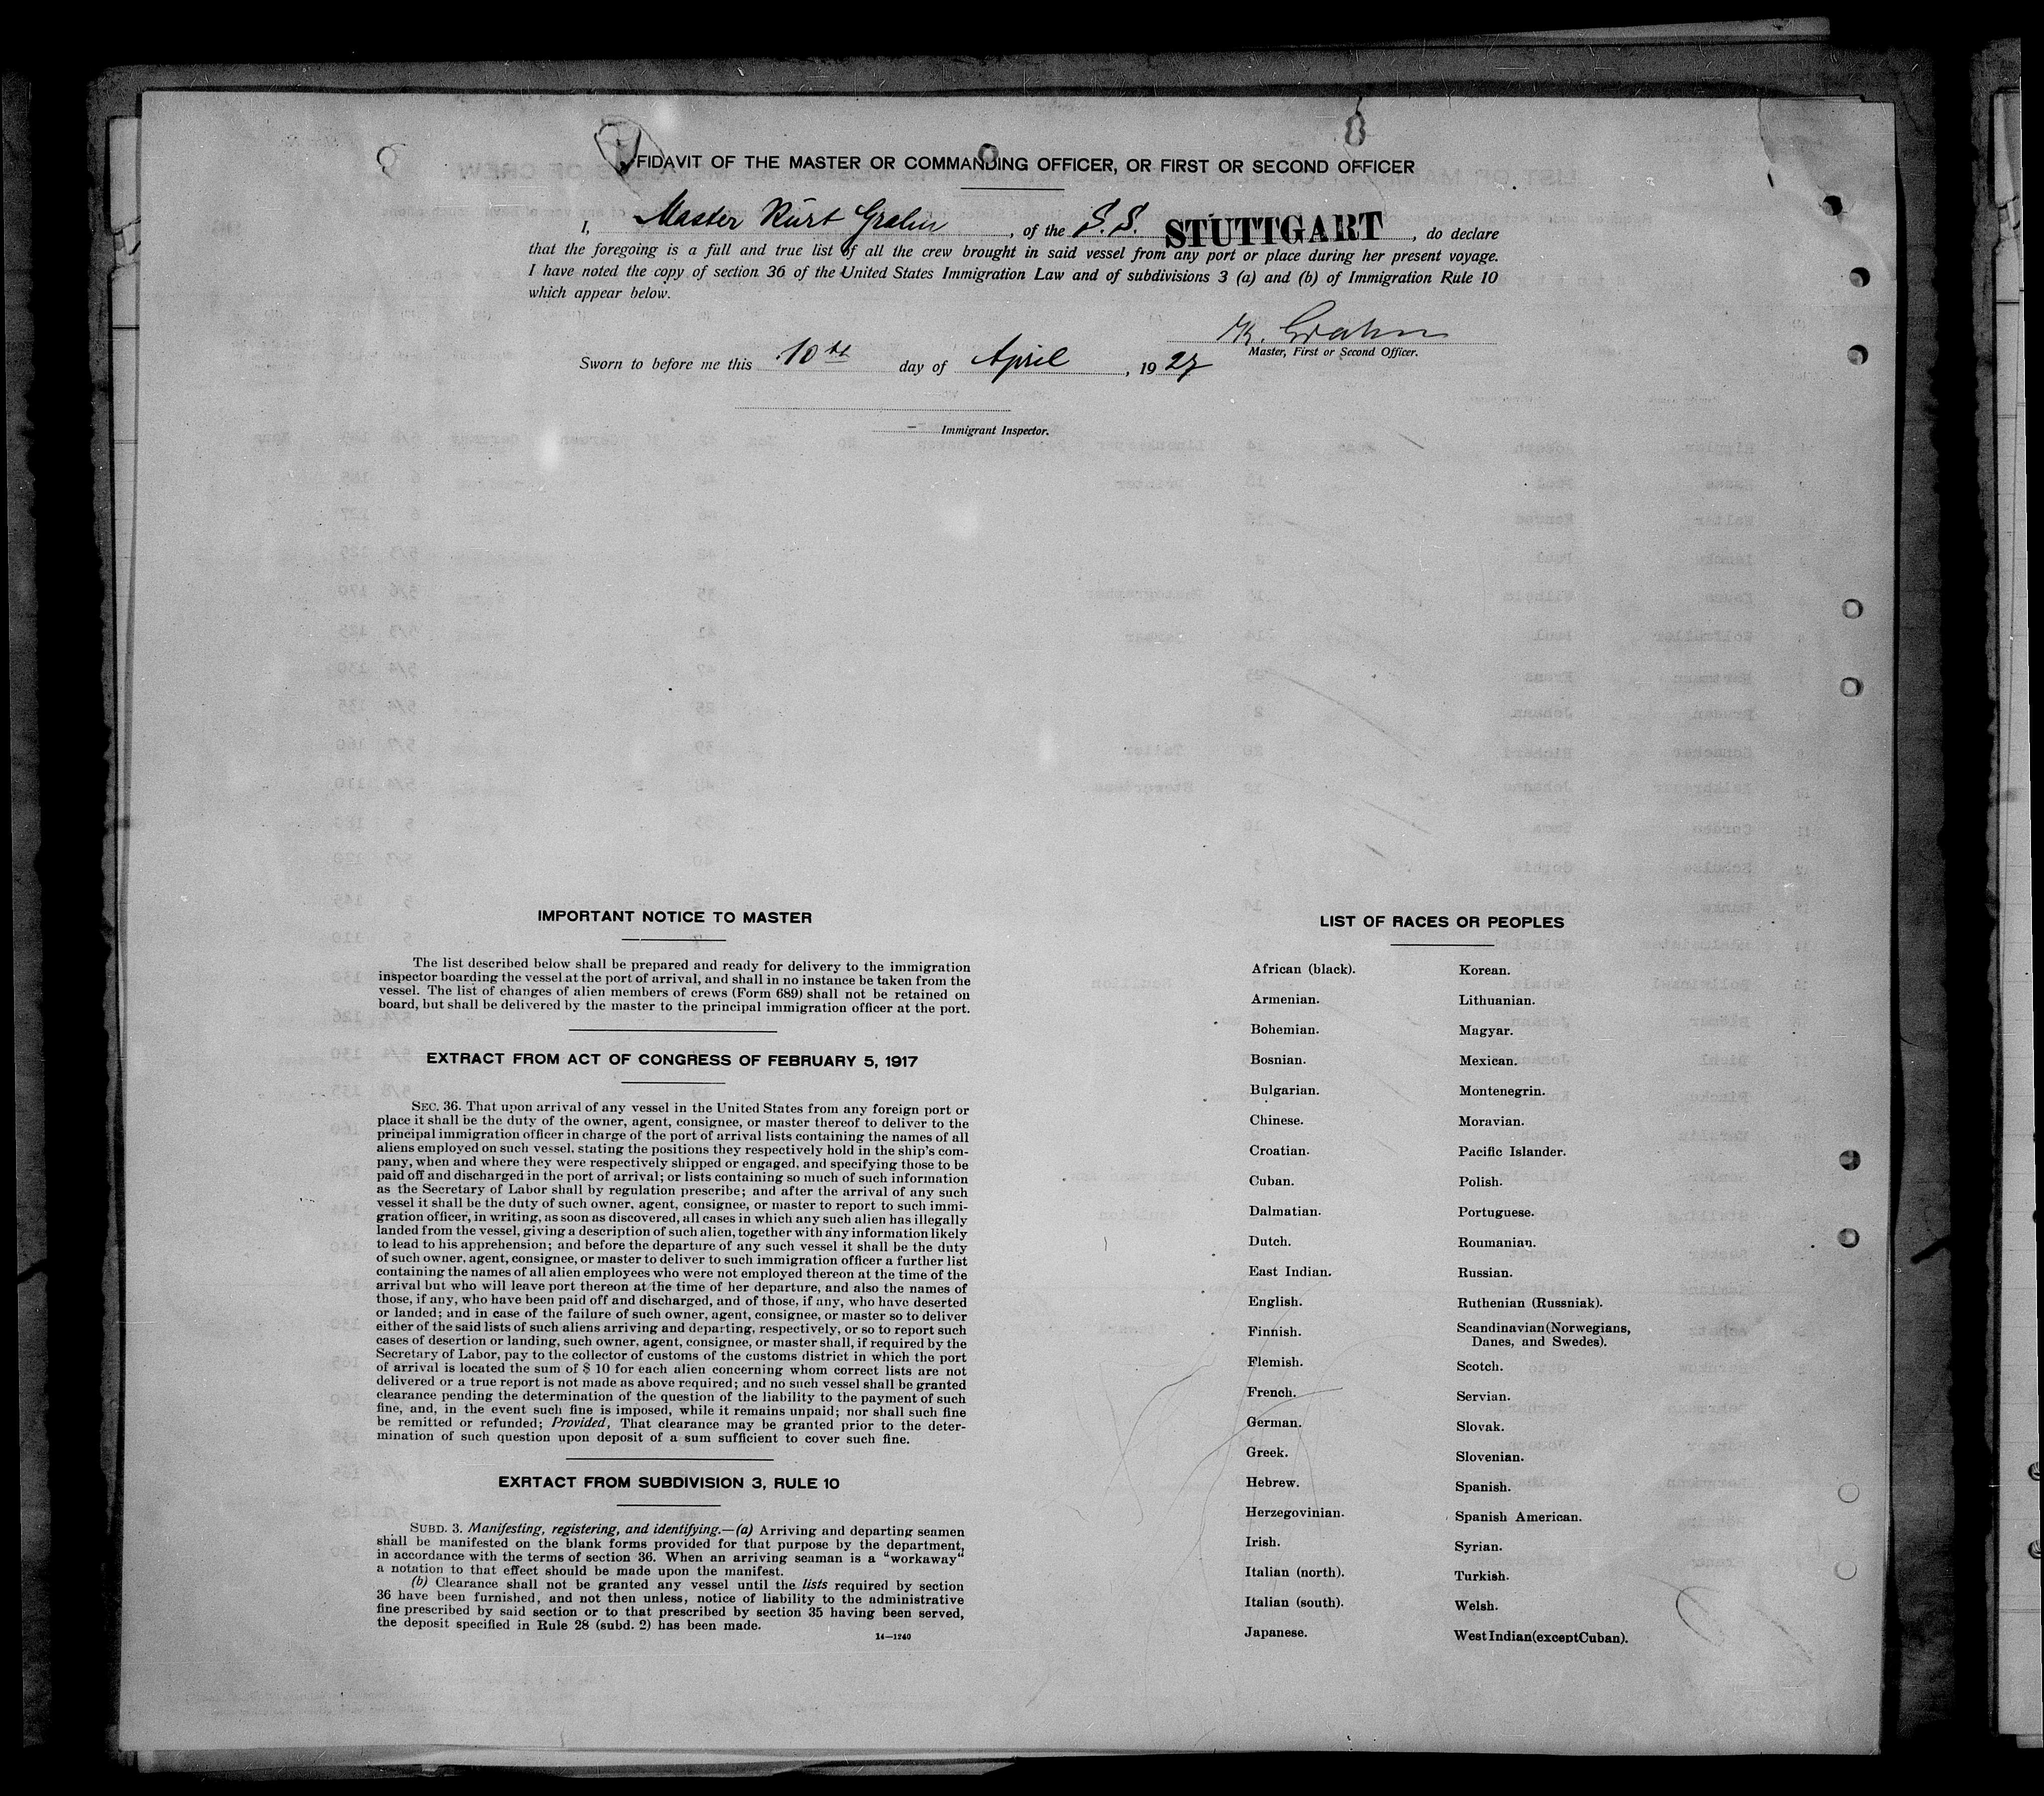 FFIDAVIT OF THE MASTER OR COMMANDING OFFICER, OR FIRST OR SECOND OFFICER
I, Master Kurt Grahn, of the S.S. STUTTGART, do declare
that the foregoing is a full and true list of all the crew brought in said vessel from any port or place during her present voyage.
I have noted the copy of section 36 of the United States Immigration Law and of subdivisions 3 (a) and (b) of Immigration Rule 10
which appear below.
K. Grahn
Master, First or Second Officer.
Sworn to before me this 10th day of April, 1927
Immigrant Inspector.
IMPORTANT NOTICE TO MASTER
The list described below shall be prepared and ready for delivery to the immigration
inspector boarding the vessel at the port of arrival, and shall in no instance be taken from the
vessel. The list of changes of alien members of crews (Form 689) shall not be retained on
board, but shall be delivered by the master to the principal immigration officer at the port.
EXTRACT FROM ACT OF CONGRESS OF FEBRUARY 5, 1917
SEC. 36. That upon arrival of any vessel in the United States from any foreign port or
place it shall be the duty of the owner, agent, consignee, or master thereof to deliver to the
principal immigration officer in charge of the port of arrival lists containing the names of all
aliens employed on such vessel, stating the positions they respectively hold in the ship's com-
pany, when and where they were respectively shipped or engaged, and specifying those to be
paid off and discharged in the port of arrival; or lists containing so much of such information
as the Secretary of Labor shall by regulation prescribe; and after the arrival of any such
vessel it shall be the duty of such owner, agent, consignee, or master to report to such immi-
gration officer, in writing, as soon as discovered, all cases in which any such alien has illegally
landed from the vessel, giving a description of such alien, together with any information likely
to lead to his apprehension; and before the departure of any such vessel it shall be the duty
of such owner, agent, consignee, or master to deliver to such immigration officer a further list
containing the names of all alien employees who were not employed thereon at the time of the
arrival but who will leave port thereon at the time of her departure, and also the names of
those, if any, who have been paid off and discharged, and of those, if any, who have deserted
or landed; and in case of the failure of such owner, agent, consignee, or master so to deliver
either of the said lists of such aliens arriving and departing, respectively, or so to report such
cases of desertion or landing, such owner, agent, consignee, or master shall, if required by the
Secretary of Labor, pay to the collector of customs of the customs district in which the port
of arrival is located the sum of $ 10 for each alien concerning whom correct lists are not
delivered or a true report is not made as above required; and no such vessel shall be granted
clearance pending the determination of the question of the liability to the payment of such
fine, and, in the event such fine is imposed, while it remains unpaid; nor shall such fine
be remitted or refunded; Provided, That clearance may be granted prior to the deter-
mination of such question upon deposit of a sum sufficient to cover such fine.
EXRTACT FROM SUBDIVISION 3, RULE 10
SUBD. 3. Manifesting, registering, and identifying.—(a) Arriving and departing seamen
shall be manifested on the blank forms provided for that purpose by the department,
in accordance with the terms of section 36. When an arriving seaman is a “workaway“
a notation to that effect should be made upon the manifest.
(b) Clearance shall not be granted any vessel until the lists required by section
36 have been furnished, and not then unless, notice of liability to the administrative
fine prescribed by said section or to that prescribed by section 35 having been served,
the deposit specified in Rule 28 (subd. 2) has been made.
14—1240
LIST OF RACES OR PEOPLES
African (black).
Armenian.
Bohemian.
Bosnian.
Bulgarian.
Chinese.
Croatian.
Cuban.
Dalmatian.
Dutch.
East Indian.
English.
Finnish.
Flemish.
French.
German.
Greek.
Hebrew.
Herzegovinian.
Irish.
Italian (north).
Italian (south).
Japanese.
Korean.
Lithuanian.
Magyar.
Mexican.
Montenegrin.
Moravian.
Pacific Islander.
Polish.
Portuguese.
Roumanian.
Russian.
Ruthenian (Russniak).
Scandinavian (Norwegians,
Danes, and Swedes).
Scotch.
Servian.
Slovak.
Slovenian.
Spanish.
Spanish American.
Syrian.
Turkish.
Welsh.
West Indian (except Cuban).